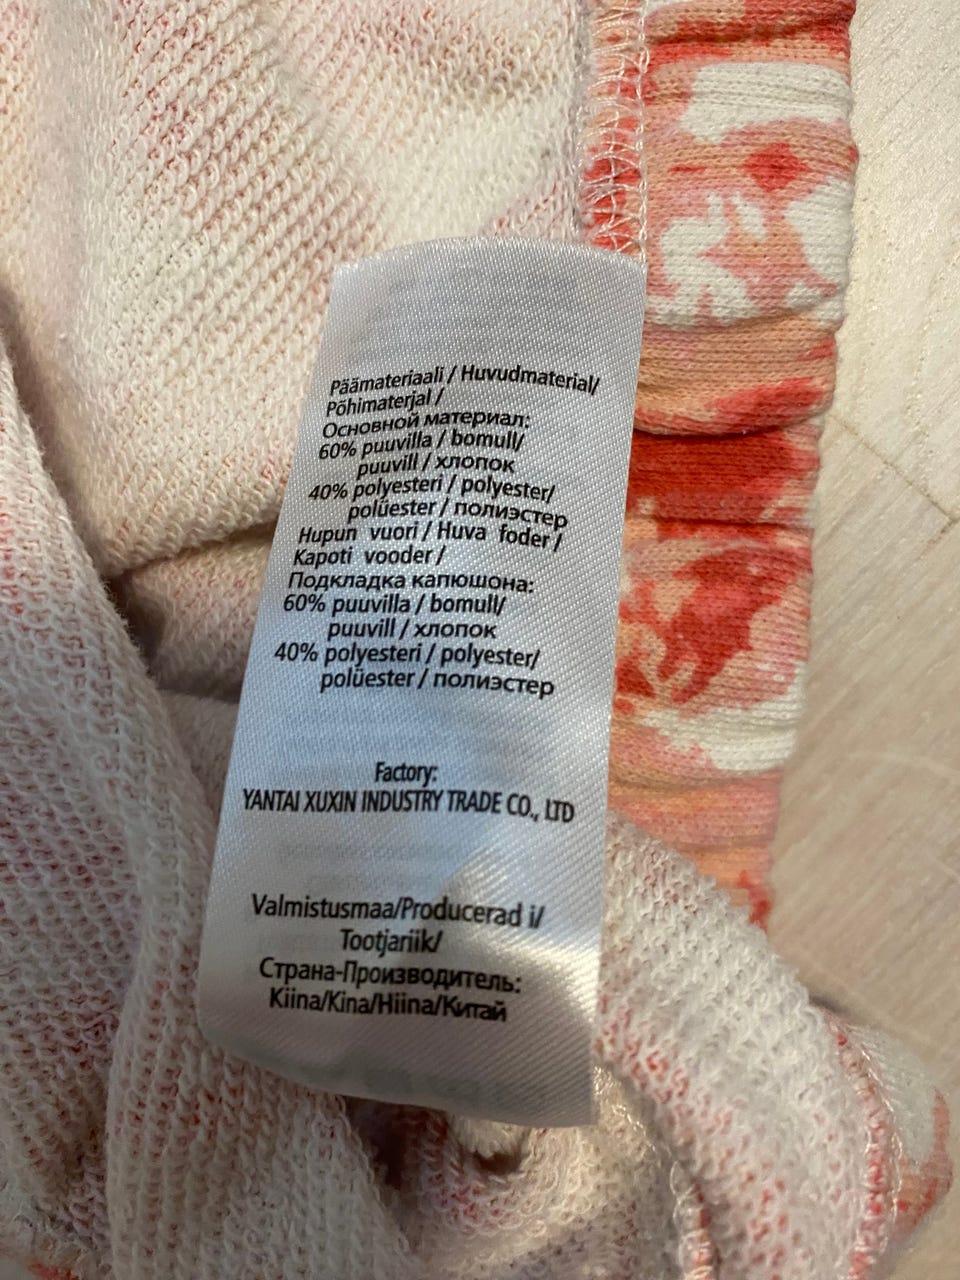 Päämateriaali / Huvudmaterial/
Põhimaterjal /
Основной материал:
60% puuvilla / bomull/
puuvill / хлопок
40% polyesteri / polyester/
polüester / полиэстер
Hupun vuori / Huva foder /
Kapoti vooder /
Подкладка капюшона:
60% puuvilla / bomull/
puuvill / хлопок
40% polyesteri / polyester/
polüester / полиэстер
Factory:
YANTAI XUXIN INDUSTRY TRADE CO., LTD
Valmistusmaa/Producerad i/
Tootjariik/
Страна-Производитель:
Kiina/Kina/Hiina/Китай